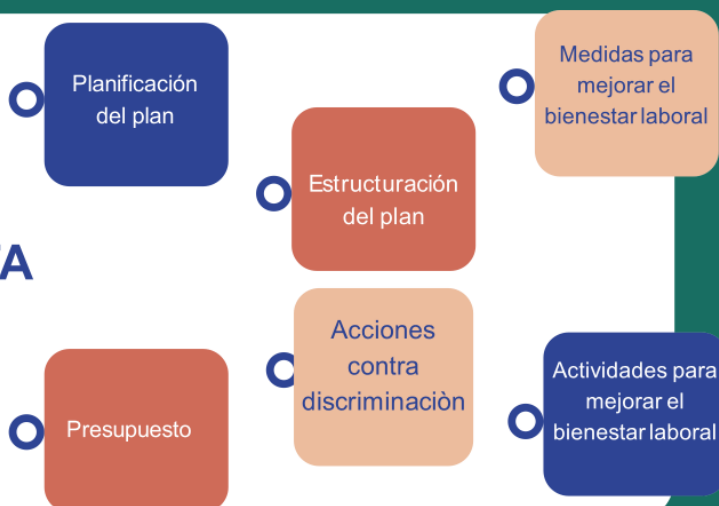 Planificación
del plan
Estructuración
del plan
Medidas para
mejorar el
bienestar laboral
TA
Presupuesto
Acciones
contra
discriminaciòn
Actividades para
mejorar el
bienestar laboral